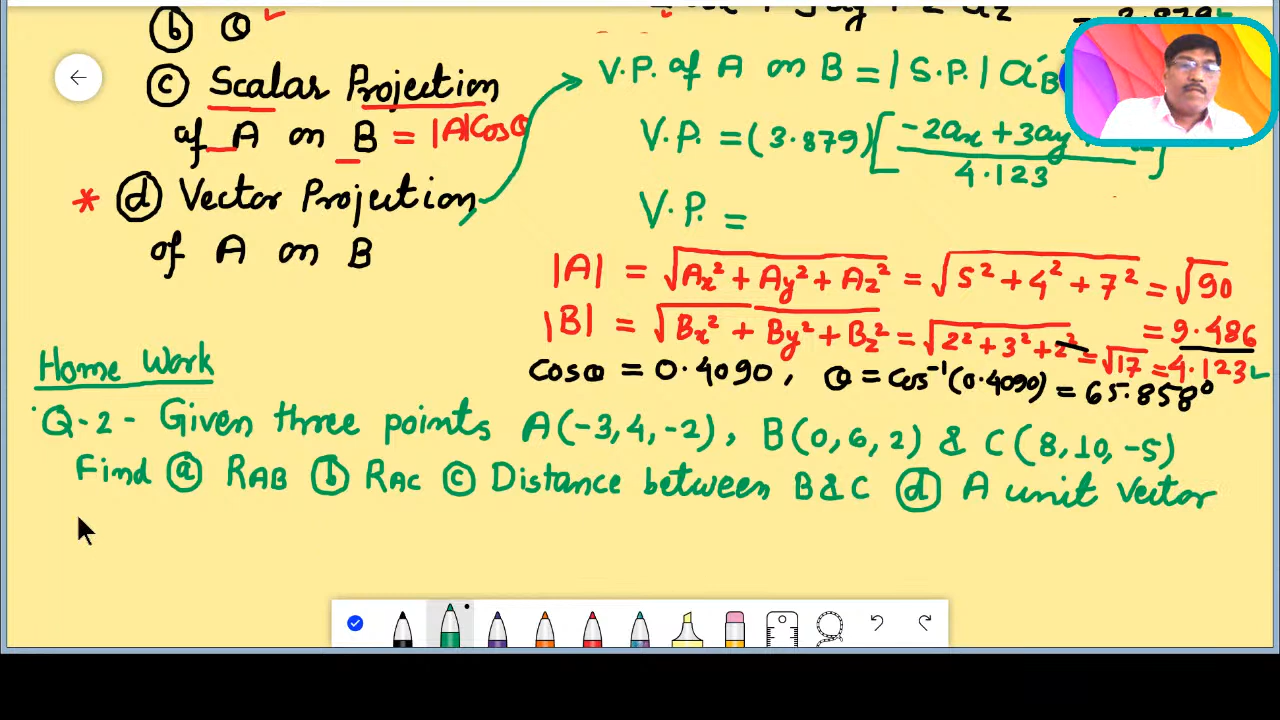 ⓑ θ
ⓒ Scalar Projection
of A on B = |A|cosθ
* ⓓ Vector Projection
of A on B
V.P. of A on B = |S.P.| aB
V.P. = (3.879) [ -2ax + 3ay + / 4.123 ]
V.P. =
|A| = √Ax² + Ay² + Az² = √5² + 4² + 7² = √90
= 9.486
|B| = √Bx² + By² + Bz² = √2² + 3² + 2² = √17 = 4.123
cosθ = 0.4090, θ = cos⁻¹(0.4090) = 65.858°
Home Work
Q-2- Given three points A(-3,4,-2), B(0,6,2) & C(8,10,-5)
Find ⓐ RAB ⓑ RAC ⓒ Distance between B&C ⓓ A unit vector